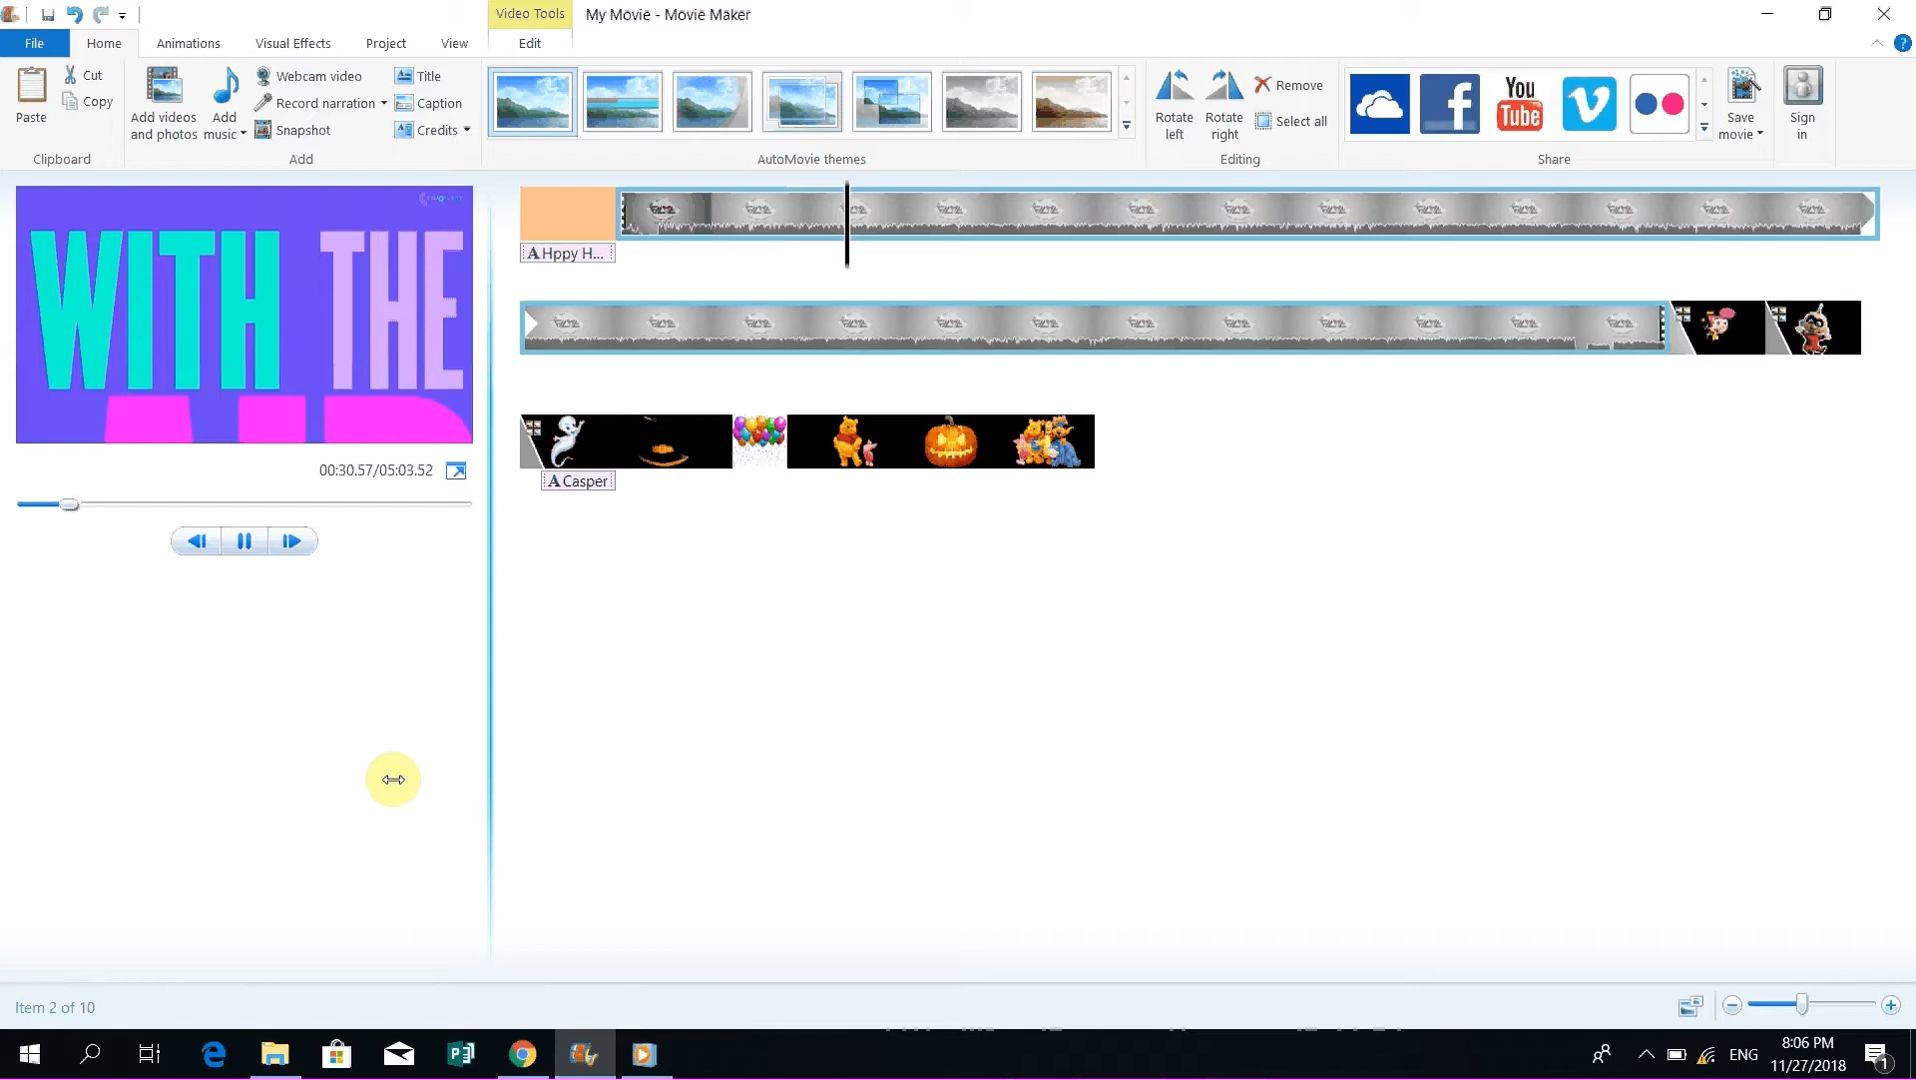 Video Tools
My Movie - Movie Maker
File
Home
Animations
Visual Effects
Project
View
Edit
Paste
Cut
Copy
Clipboard
Add videos
and photos
Add
music
Webcam video
Record narration
Snapshot
Title
Caption
Credits
Add
AutoMovie themes
Rotate
left
Rotate
right
Remove
Select all
Editing
You
Tube
Share
Save
movie
Sign
in
WITH THE
00:30.57/05:03.52
A Hppy H...
A Casper
Item 2 of 10
ENG
8:06 PM
11/27/2018
1